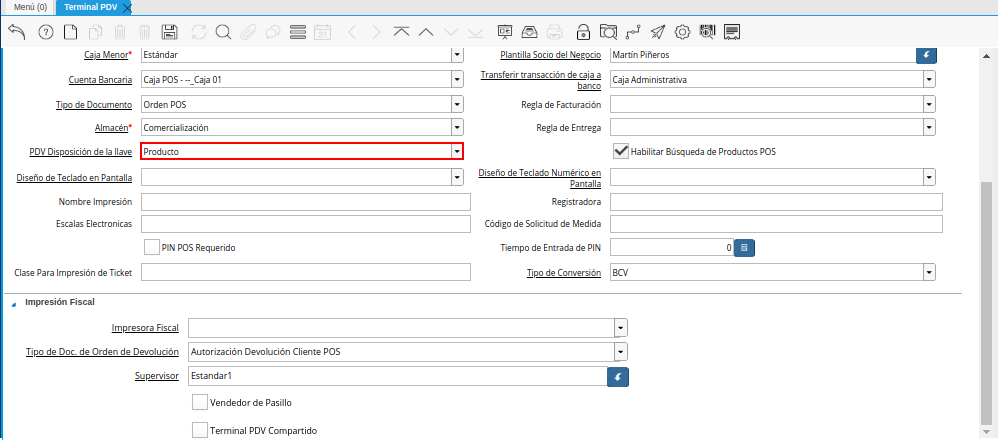 Menú (0) Terminal PDV
Caja Menor* Estándar Plantilla Socio del Negocio Martín Piñeros
Cuenta Bancaria Caja POS - --_Caja 01 Transferir transacción de caja a banco Caja Administrativa
Tipo de Documento Orden POS Regla de Facturación
Almacén* Comercialización Regla de Entrega
PDV Disposición de la llave Producto Habilitar Búsqueda de Productos POS
Diseño de Teclado en Pantalla Diseño de Teclado Numérico en Pantalla
Nombre Impresión Registradora
Escalas Electronicas Código de Solicitud de Medida
PIN POS Requerido Tiempo de Entrada de PIN 0
Clase Para Impresión de Ticket Tipo de Conversión BCV
Impresión Fiscal
Impresora Fiscal
Tipo de Doc. de Orden de Devolución Autorización Devolución Cliente POS
Supervisor Estandar1
Vendedor de Pasillo
Terminal PDV Compartido